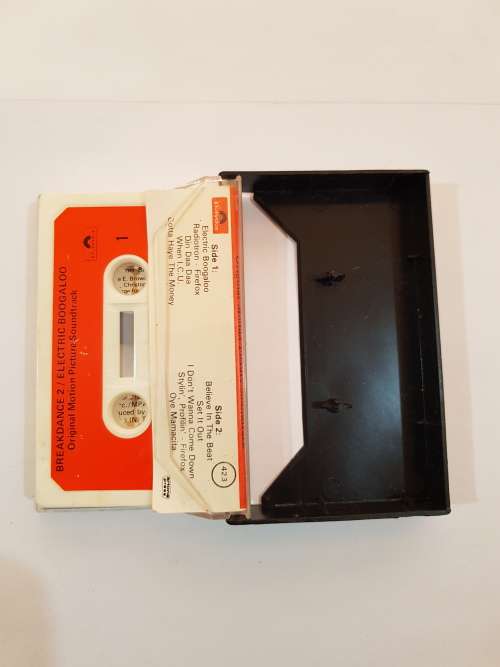 BREAKDANCE 2 / ELECTRIC BOOGALOO
Original Motion Picture Soundtrack
1
Side 1:
Electric Boogaloo
Radiotron - Firefox
Din Daa Daa
When I.C.U.
Gotta Have The Money
Side 2:
Believe In The Beat
Set It Out
I Don't Wanna Come Down
Stylin', Profilin' - Firefox
Oye Mamacita
423